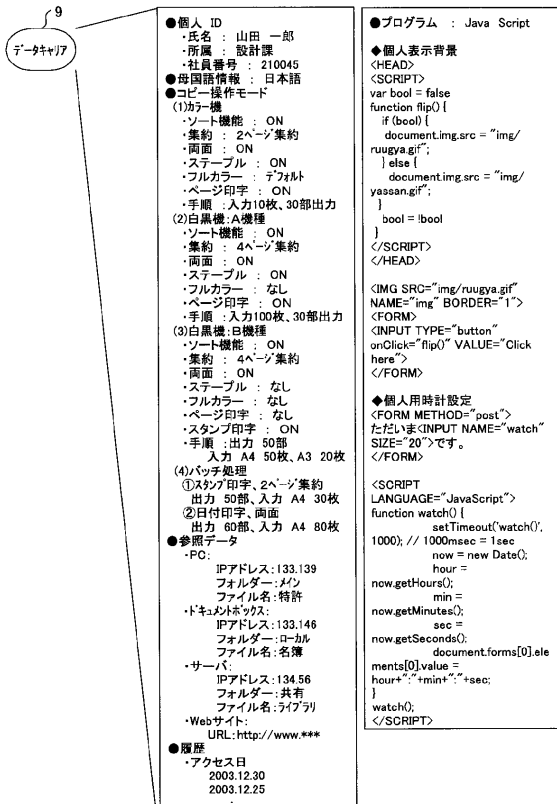 9
データキャリア
●個人 ID
・氏名 : 山田 一郎
・所属 : 設計課
・社員番号 : 210045
●母国語情報 : 日本語
●コピー操作モード
(1)カラー機
・ソート機能 : ON
・集約 : 2ページ集約
・両面 : ON
・ステープル : ON
・フルカラー : デフォルト
・ページ印字 : ON
・手順 :入力10枚、30部出力
(2)白黒機:A機種
・ソート機能 : ON
・集約 : 4ページ集約
・両面 : ON
・ステープル : ON
・フルカラー : なし
・ページ印字 : ON
・手順 :入力100枚、30部出力
(3)白黒機:B機種
・ソート機能 : ON
・集約 : 4ページ集約
・両面 : ON
・ステープル : なし
・フルカラー : なし
・ページ印字 : なし
・スタンプ印字 : ON
・手順 :出力 50部
入力 A4 50枚、A3 20枚
(4)バッチ処理
①スタンプ印字、2ページ集約
出力 50部、入力 A4 30枚
②日付印字、両面
出力 60部、入力 A4 80枚
●参照データ
・PC:
IPアドレス:133.139
フォルダー:メイン
ファイル名:特許
・ドキュメントボックス:
IPアドレス:133.146
フォルダー:ローカル
ファイル名:名簿
・サーバ:
IPアドレス:134.56
フォルダー:共有
ファイル名:ライブラリ
・Webサイト:
URL:http://www.***
●履歴
・アクセス日
2003.12.30
2003.12.25
●プログラム : Java Script
◆個人表示背景
<HEAD>
<SCRIPT>
var bool = false
function flip() {
if (bool) {
document.img.src = "img/
ruugya.gif";
} else {
document.img.src = "img/
yassan.gif";
}
bool = !bool
}
</SCRIPT>
</HEAD>
<IMG SRC="img/ruugya.gif"
NAME="img" BORDER="1">
<FORM>
<INPUT TYPE="button"
onClick="flip()" VALUE="Click
here">
</FORM>
◆個人用時計設定
<FORM METHOD="post">
ただいま<INPUT NAME="watch"
SIZE="20">です。
</FORM>
<SCRIPT
LANGUAGE="JavaScript">
function watch() {
setTimeout('watch()',
1000); // 1000msec = 1sec
now = new Date();
hour =
now.getHours();
min =
now.getMinutes();
sec =
now.getSeconds();
document.forms[0].ele
ments[0].value =
hour+":"+min+":"+sec;
}
watch();
</SCRIPT>